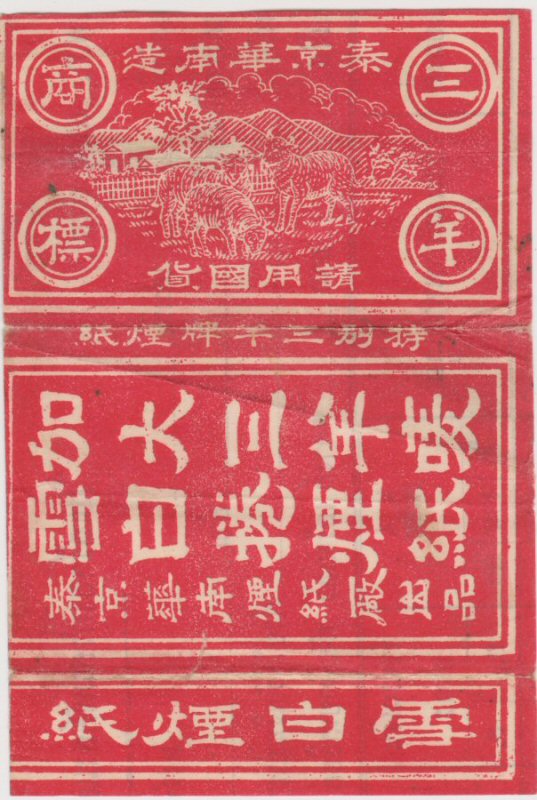 泰京華南造
三羊
商標
請用國貨
特別三羊牌煙紙
加大三羊唛
雪白捲煙紙
泰京華南煙紙廠出品
雪白煙紙